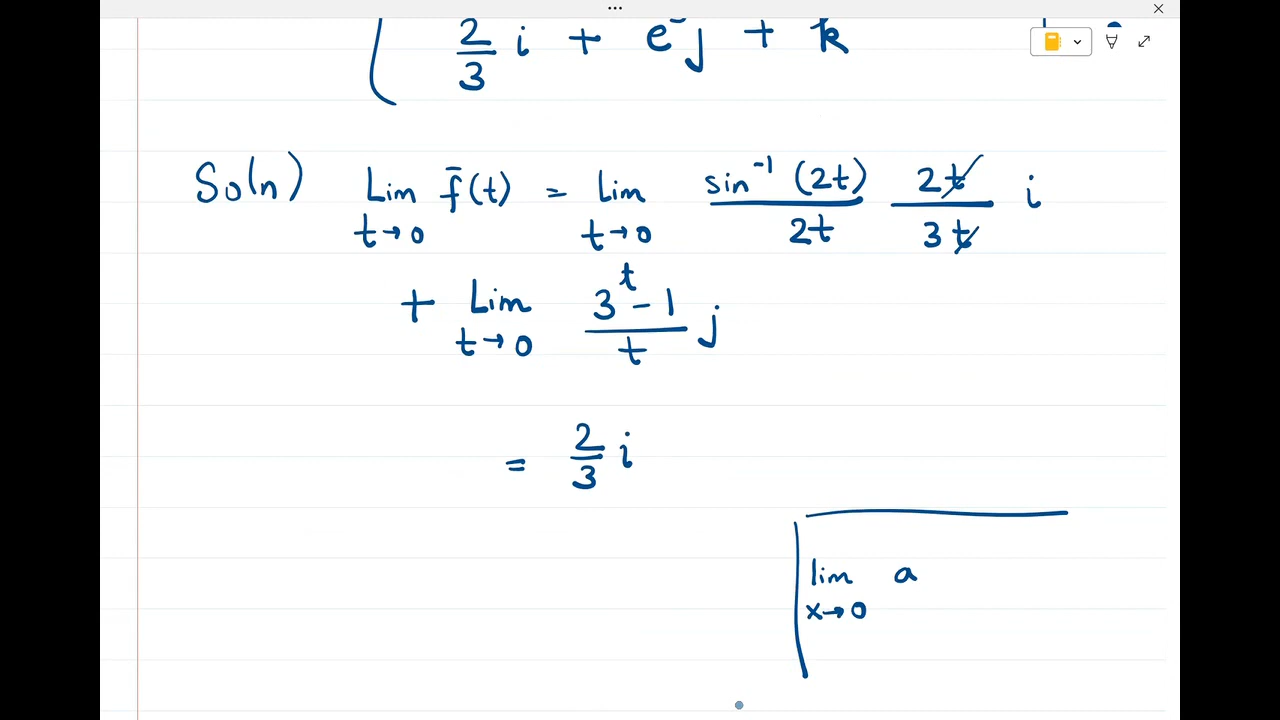 2/3 i + e j + k
Soln) Lim t→0 f̄(t) = Lim t→0 sin⁻¹(2t)/2t 2t/3t i
+ Lim t→0 (3^t - 1)/t j
= 2/3 i
lim x→0 a